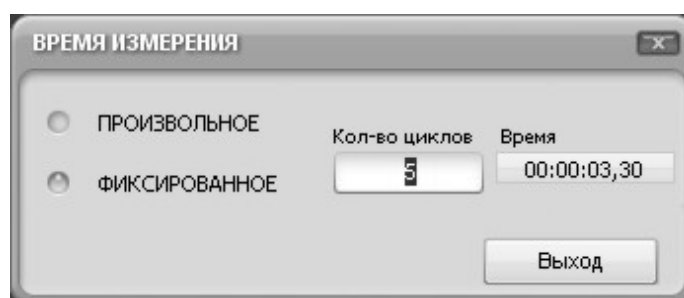 ВРЕМЯ ИЗМЕРЕНИЯ
ПРОИЗВОЛЬНОЕ
ФИКСИРОВАННОЕ
Кол-во циклов
5
Время
00:00:03,30
Выход